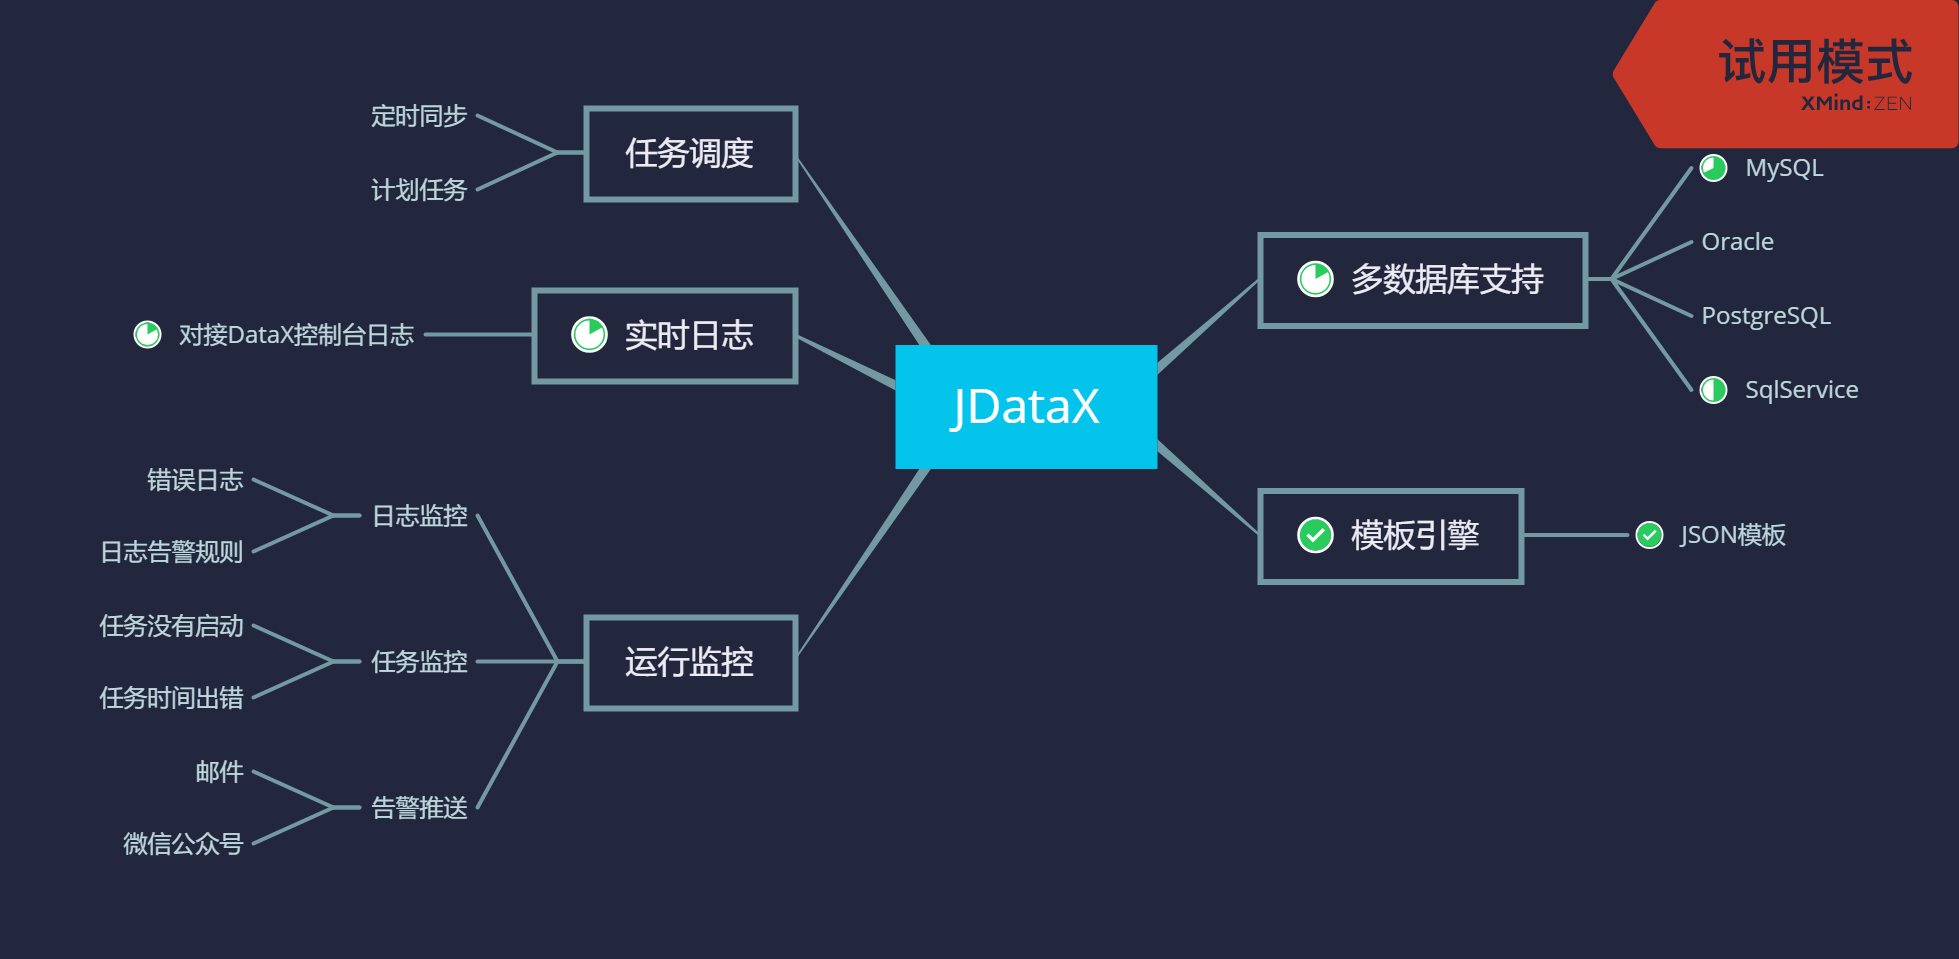 试用模式
XMind:ZEN
JDataX
多数据库支持
MySQL
Oracle
PostgreSQL
SqlService
模板引擎
JSON模板
任务调度
定时同步
计划任务
实时日志
对接DataX控制台日志
运行监控
日志监控
错误日志
日志告警规则
任务监控
任务没有启动
任务时间出错
告警推送
邮件
微信公众号